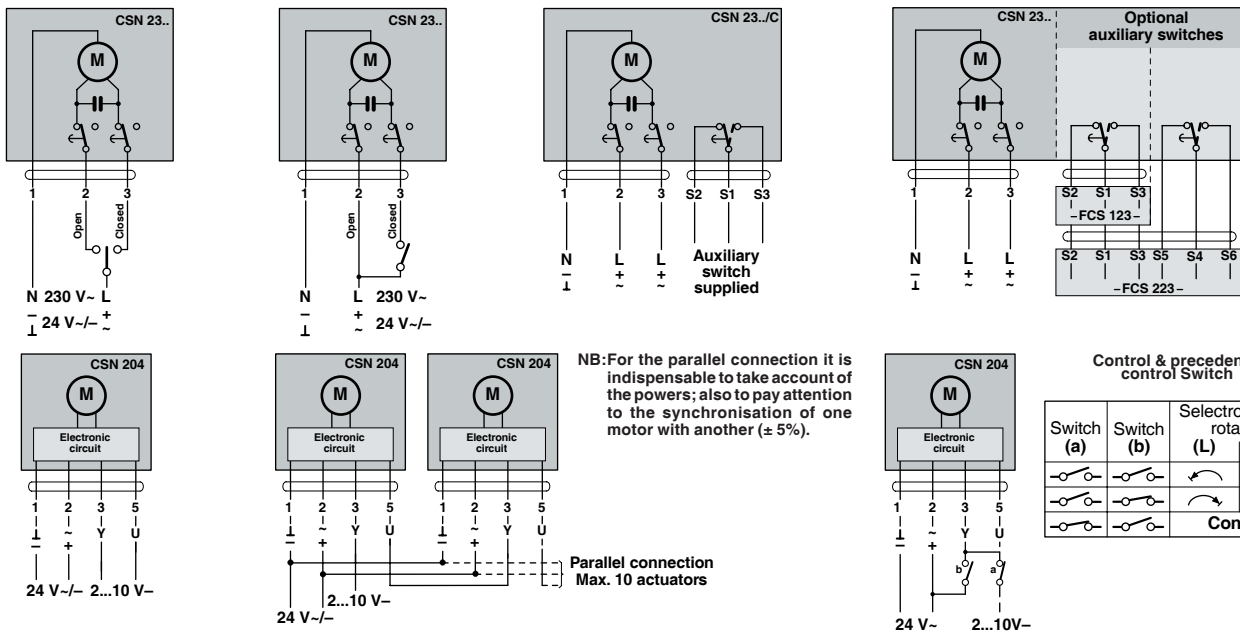 CSN 23..
M
1 2 3
Open
Closed
N 230 V~ L
– 24 V~/– +
⊥ ~
CSN 23..
M
1 2 3
Open
Closed
N L 230 V~
– + 24 V~/–
⊥ ~
CSN 23../C
M
1 2 3 S2 S1 S3
N L L
– + +
⊥ ~ ~
Auxiliary
switch
supplied
CSN 23..
Optional
auxiliary switches
M
1 2 3
N L L
– + +
⊥ ~ ~
S2 S1 S3
–FCS 123–
S2 S1 S3 S5 S4 S6
–FCS 223–
CSN 204
M
Electronic
circuit
1 2 3 5
⊥ ~ Y U
– +
24 V~/– 2...10 V–
CSN 204
M
Electronic
circuit
1 2 3 5
⊥ ~ Y U
– +
2...10 V–
24 V~/–
CSN 204
M
Electronic
circuit
1 2 3 5
⊥ ~ Y U
– +
Parallel connection
Max. 10 actuators
NB:For the parallel connection it is
indispensable to take account of
the powers; also to pay attention
to the synchronisation of one
motor with another (± 5%).
CSN 204
M
Electronic
circuit
1 2 3 5
⊥ ~ Y U
– +
b a
24 V~ 2...10V–
Control & preceden
control Switch
Switch
(a)
Switch
(b)
Selectro
rota
(L)
Con